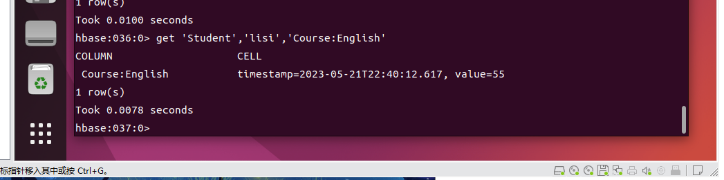 1 row(s)
Took 0.0100 seconds
hbase:036:0> get 'Student','lisi','Course:English'
COLUMN CELL
Course:English timestamp=2023-05-21T22:40:12.617, value=55
1 row(s)
Took 0.0078 seconds
hbase:037:0>
标指针移入其中或按 Ctrl+G。